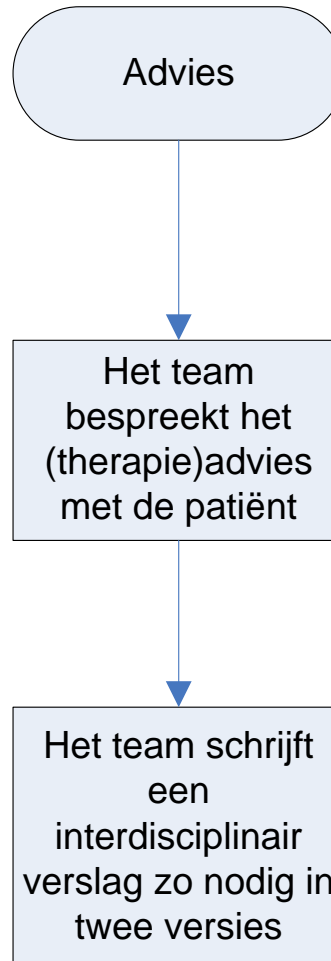 Advies
Het team
bespreekt het
(therapie)advies
met de patiënt
Het team schrijft
een
interdisciplinair
verslag zo nodig in
twee versies